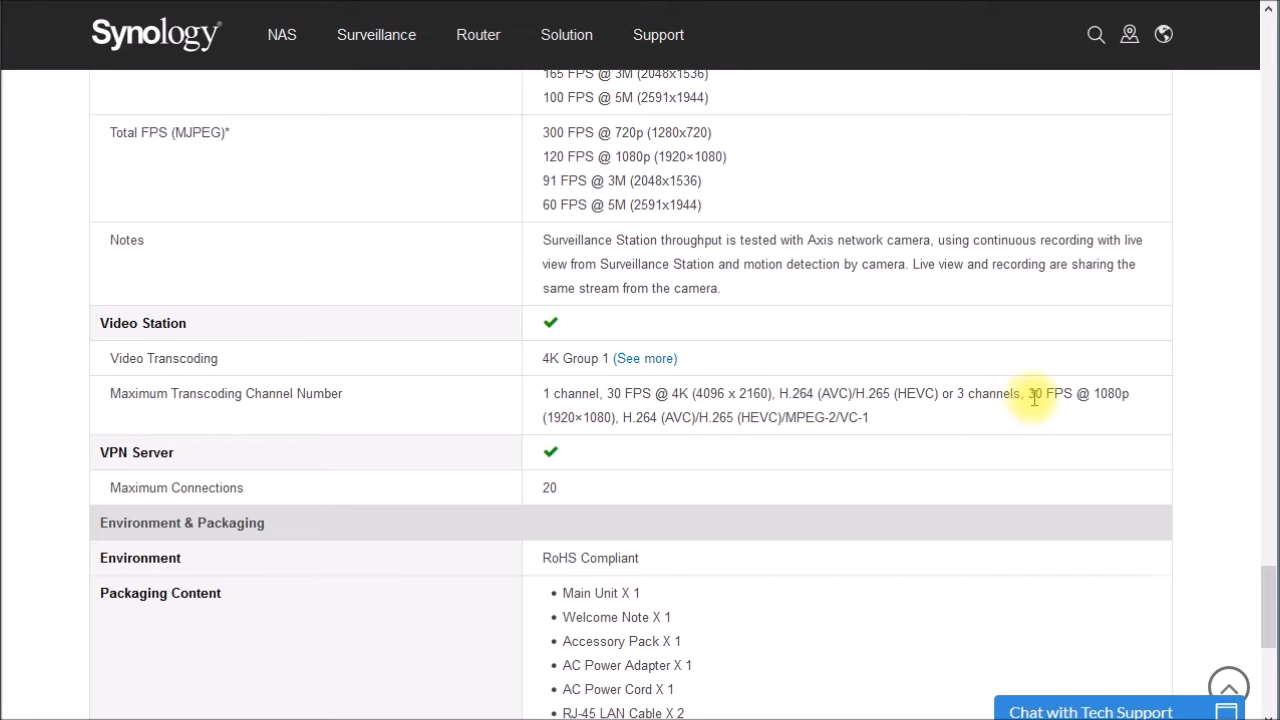 Synology
NAS
Surveillance
Router
Solution
Support
165 FPS @ 3M (2048x1536)
100 FPS @ 5M (2591x1944)
Total FPS (MJPEG)*
300 FPS @ 720p (1280x720)
120 FPS @ 1080p (1920×1080)
91 FPS @ 3M (2048x1536)
60 FPS @ 5M (2591x1944)
Notes
Surveillance Station throughput is tested with Axis network camera, using continuous recording with live
view from Surveillance Station and motion detection by camera. Live view and recording are sharing the
same stream from the camera.
Video Station
Video Transcoding
4K Group 1 (See more)
Maximum Transcoding Channel Number
1 channel, 30 FPS @ 4K (4096 x 2160), H.264 (AVC)/H.265 (HEVC) or 3 channels, 30 FPS @ 1080p
(1920×1080), H.264 (AVC)/H.265 (HEVC)/MPEG-2/VC-1
VPN Server
Maximum Connections
20
Environment & Packaging
Environment
RoHS Compliant
Packaging Content
• Main Unit X 1
• Welcome Note X 1
• Accessory Pack X 1
• AC Power Adapter X 1
• AC Power Cord X 1
• RJ-45 LAN Cable X 2
Chat with Tech Support